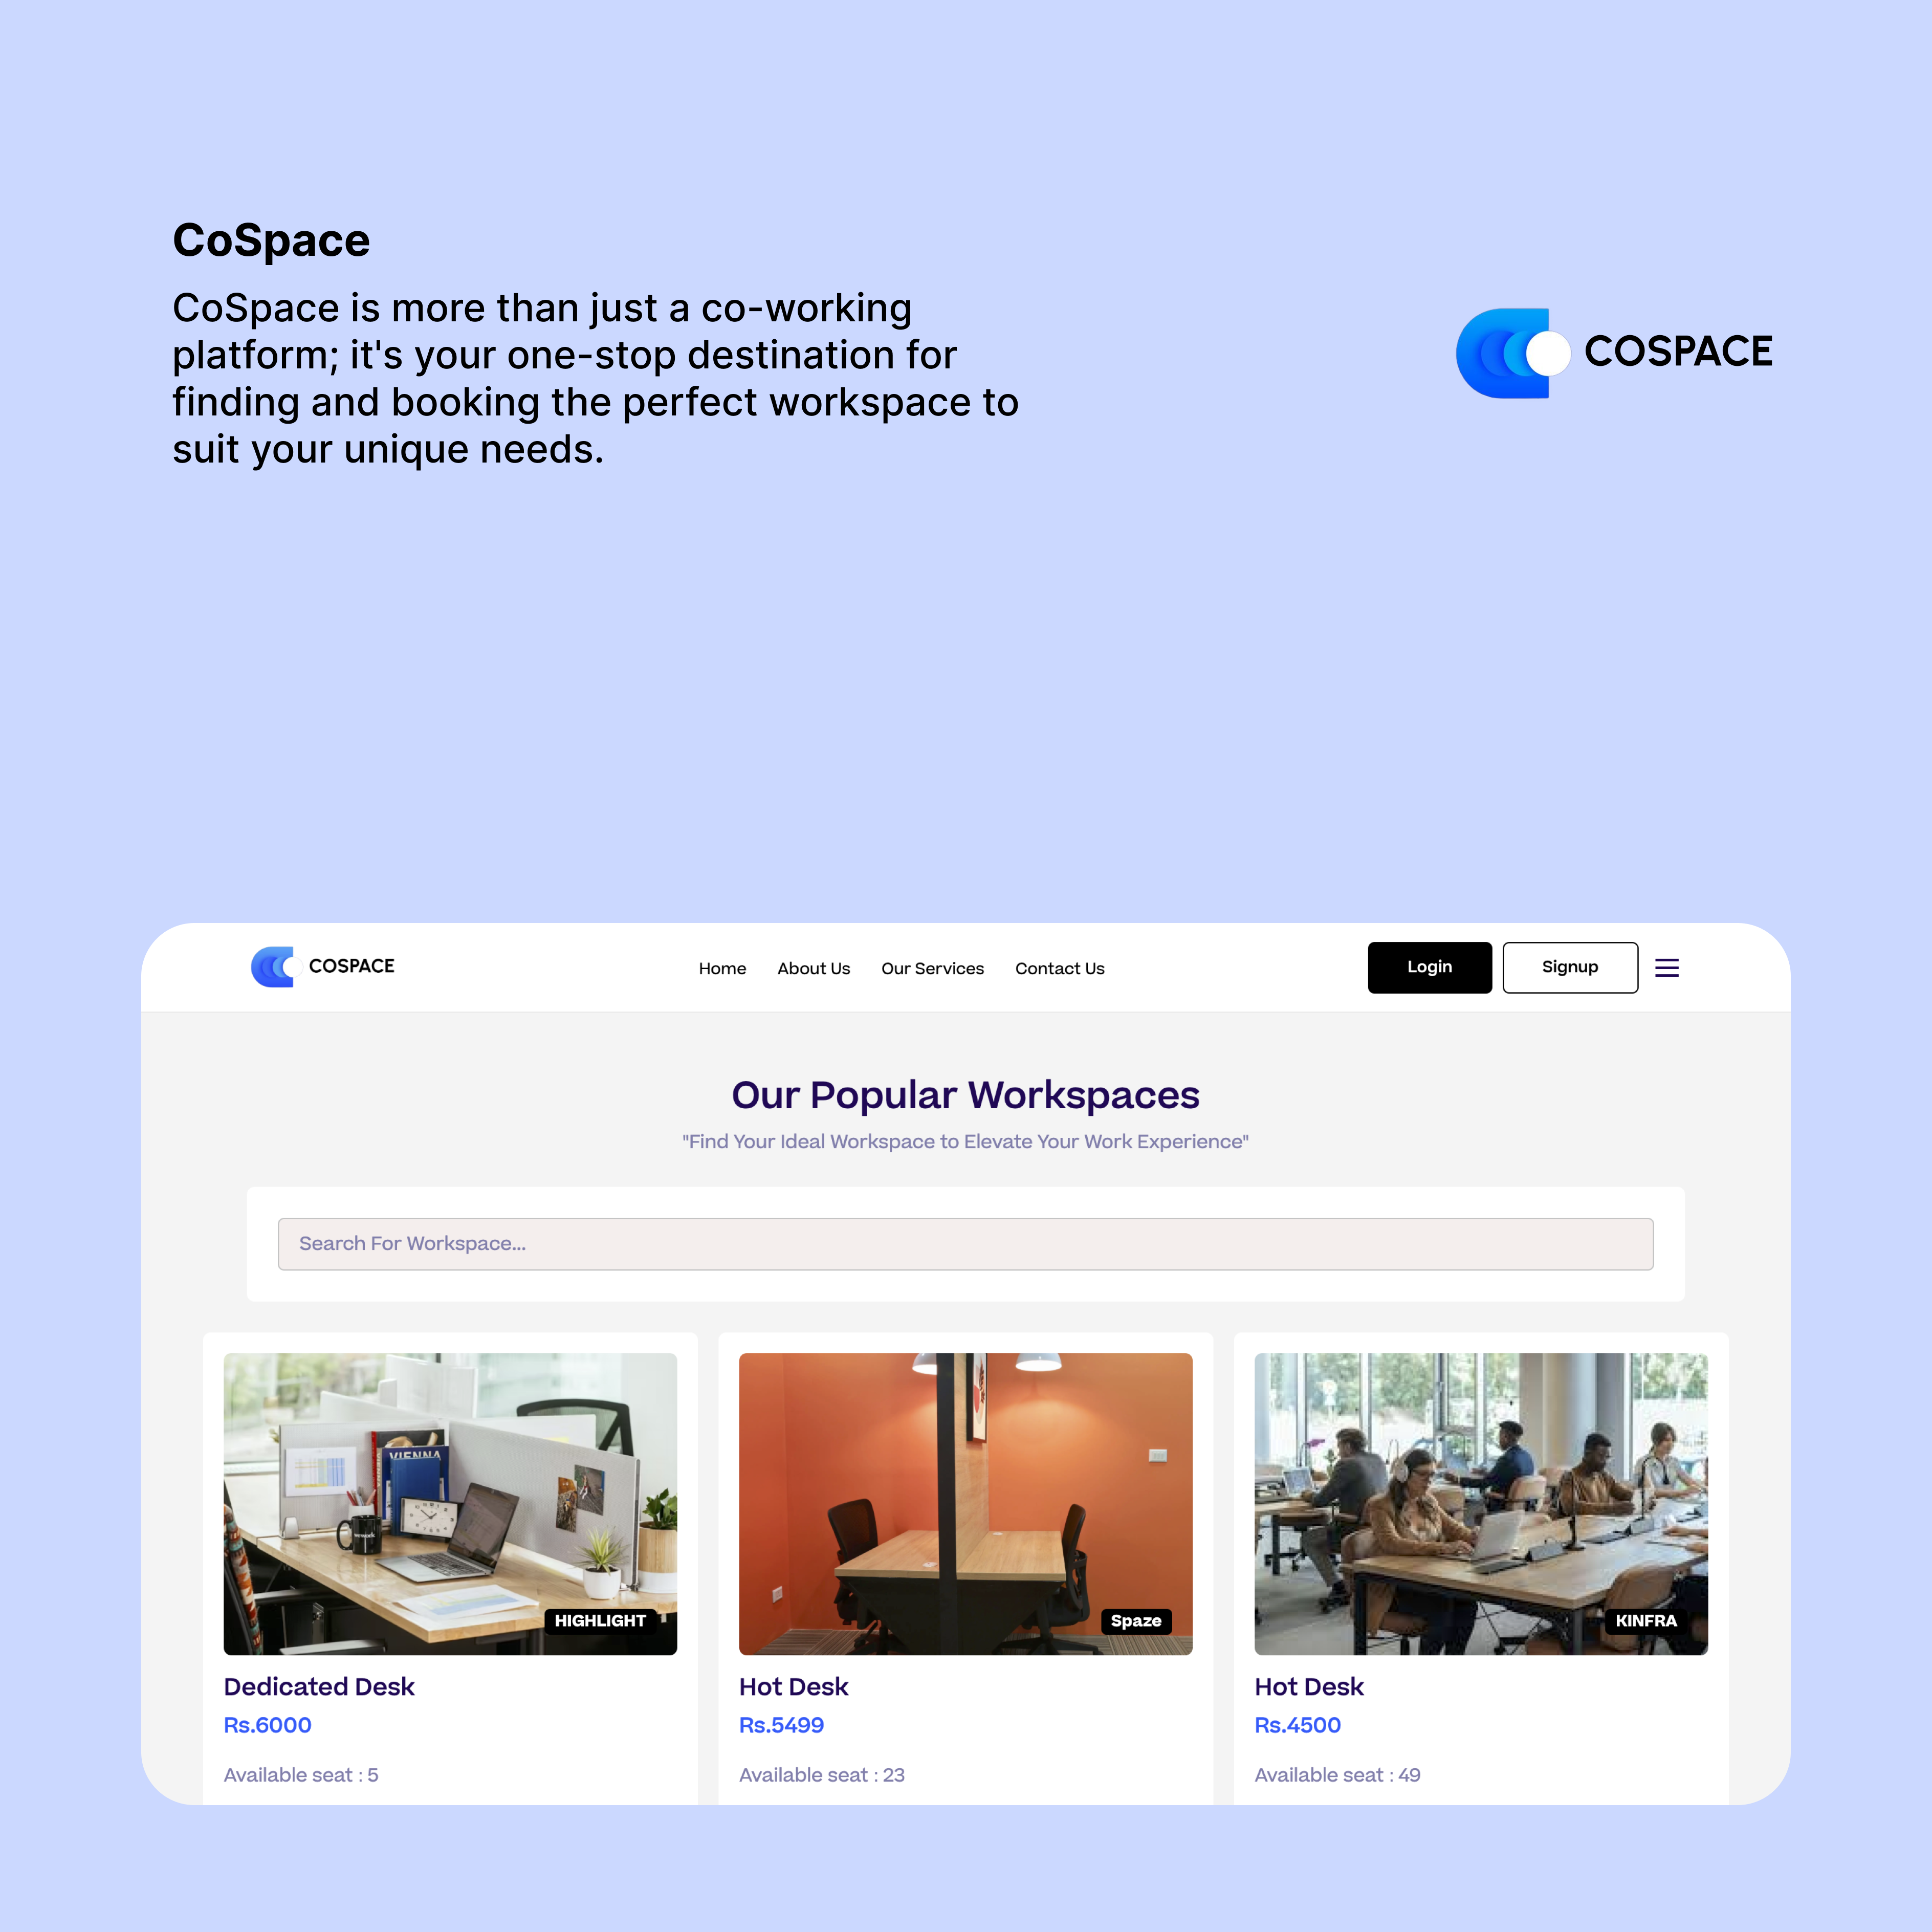 CoSpace
CoSpace is more than just a co-working
platform; it's your one-stop destination for
finding and booking the perfect workspace to
suit your unique needs.
COSPACE
COSPACE
Home About Us Our Services Contact Us
Login Signup
Our Popular Workspaces
"Find Your Ideal Workspace to Elevate Your Work Experience"
Search For Workspace...
VIENNA
HIGHLIGHT
Spaze
KINFRA
Dedicated Desk
Rs.6000
Available seat : 5
Hot Desk
Rs.5499
Available seat : 23
Hot Desk
Rs.4500
Available seat : 49